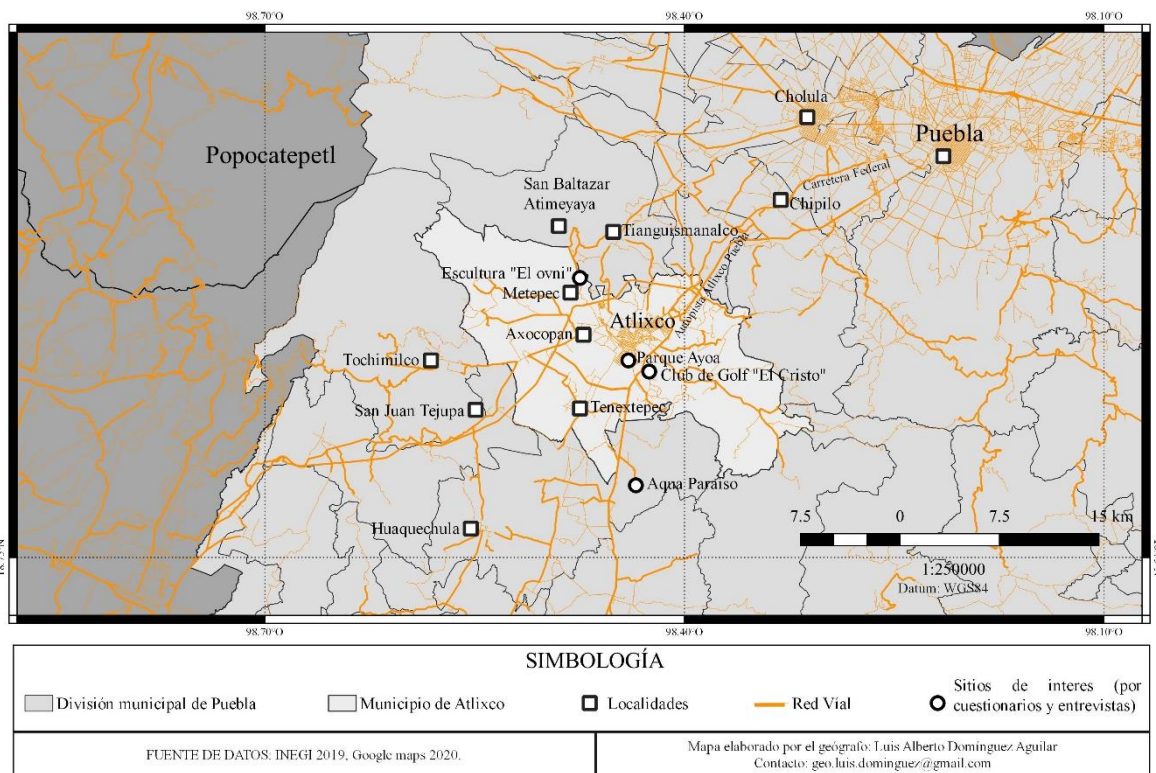 98.70°O
98.40°O
98.10°O
Cholula
Puebla
Popocatepetl
Carretera Federal
San Baltazar
Atimeyaya
Chipilo
Tianguismanalco
Escultura "El ovni"
Metepec
Autopista Atlixco Puebla
Atlixco
Axocopan
Parque Ayoa
Tochimilco
Club de Golf "El Cristo"
San Juan Tejupa
Tenextepec
Aqua Paraiso
Huaquechula
7.5
0
7.5
15 km
1:250000
Datum: WGS84
98.70°O
98.40°O
98.10°O
SIMBOLOGÍA
División municipal de Puebla
Municipio de Atlixco
Localidades
Red Víal
Sitios de interes (por
cuestionarios y entrevistas)
FUENTE DE DATOS: INEGI 2019, Google maps 2020.
Mapa elaborado por el geógrafo: Luis Alberto Domínguez Aguilar
Contacto: geo.luis.dominguez@gmail.com